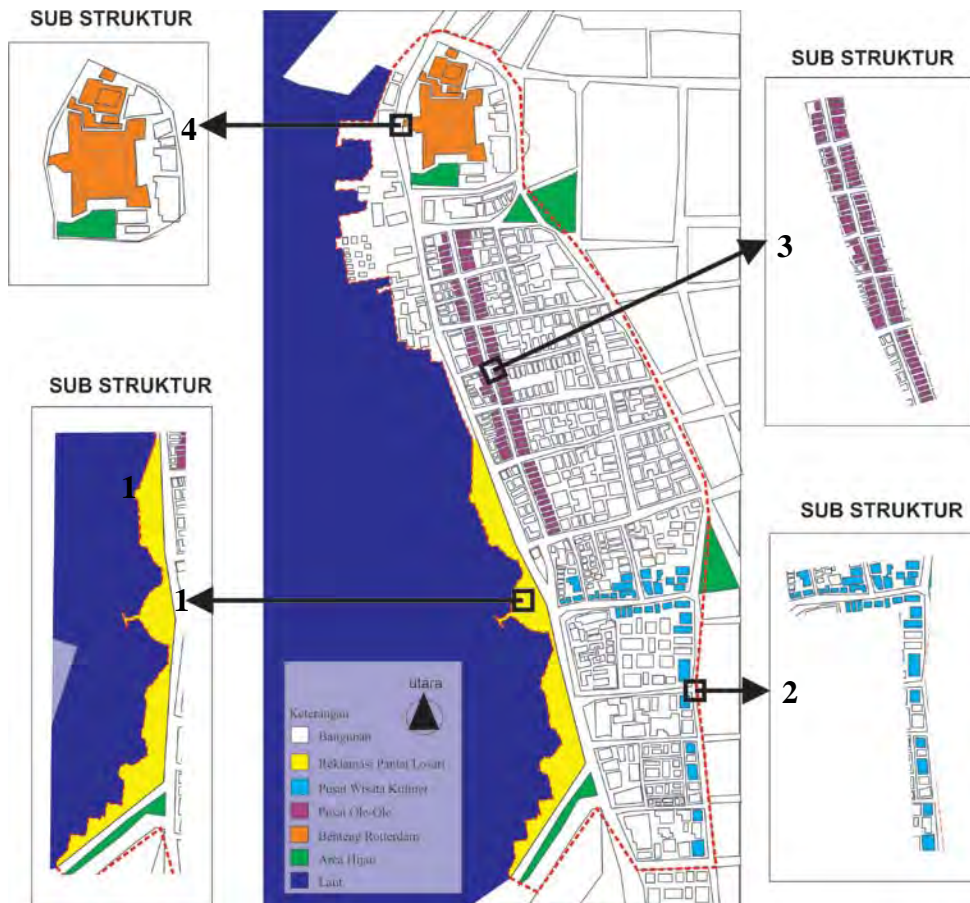 SUB STRUKTUR
4
SUB STRUKTUR
3
SUB STRUKTUR
1
1
SUB STRUKTUR
2
utara
Keterangan
Bangunan
Reklamasi Pantai Losari
Pusat Wisata Kuliner
Pusat Ole-Ole
Benteng Rotterdam
Area Hijau
Laut